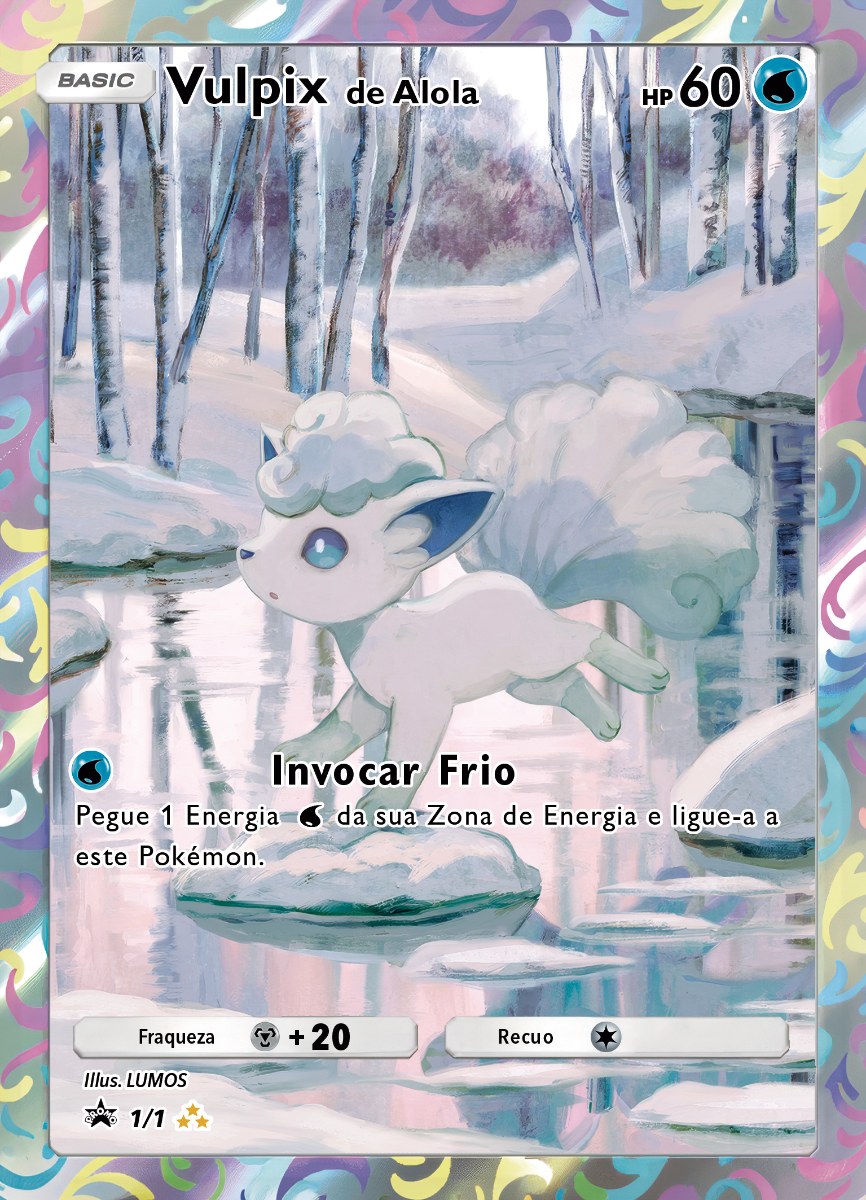 BASIC Vulpix de Alola HP 60
Invocar Frio
Pegue 1 Energia da sua Zona de Energia e ligue-a a
este Pokémon.
Fraqueza + 20 Recuo
Illus. LUMOS
PROMO 1/1